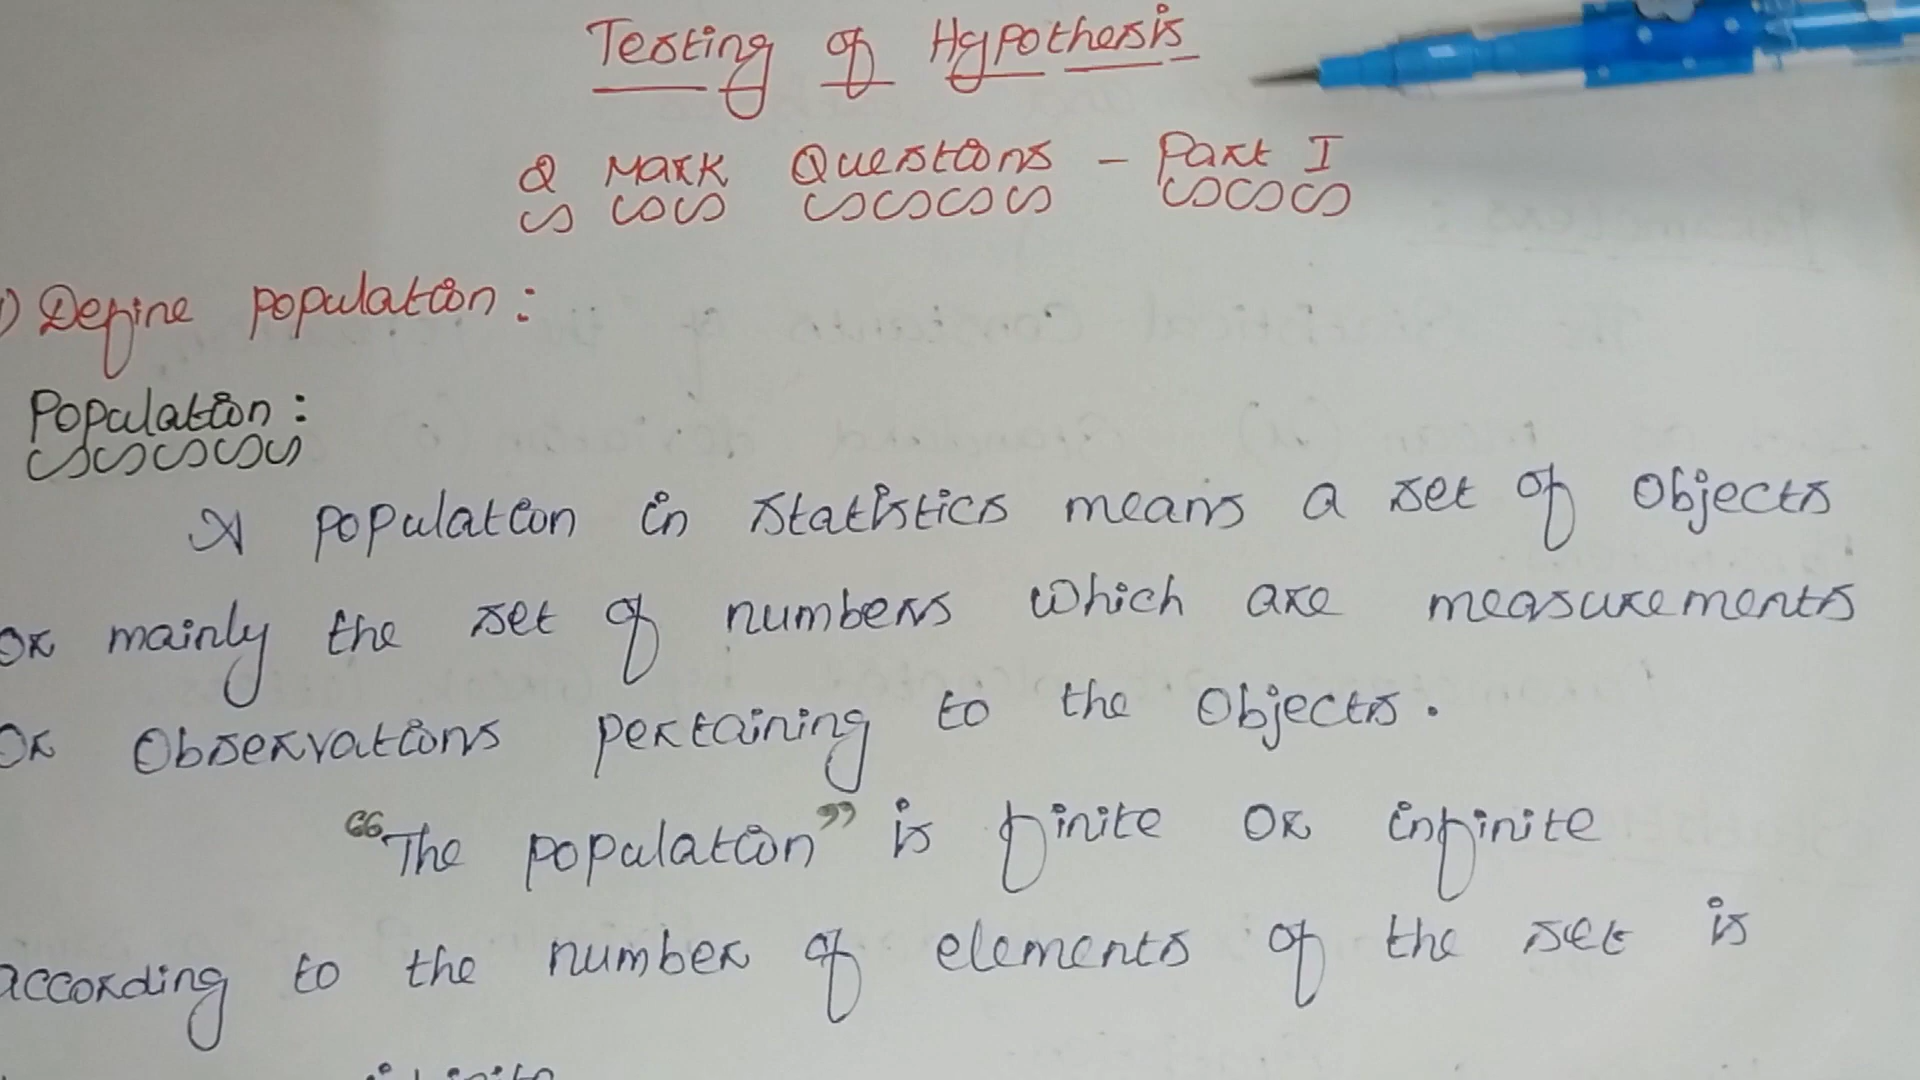 Testing of Hypothesis
2 Mark Questions - Part I
1) Define population :
Population :
A population in statistics means a set of objects
or mainly the set of numbers which are measurements
or observations pertaining to the objects.
"The population" is finite or infinite
according to the number of elements of the set is